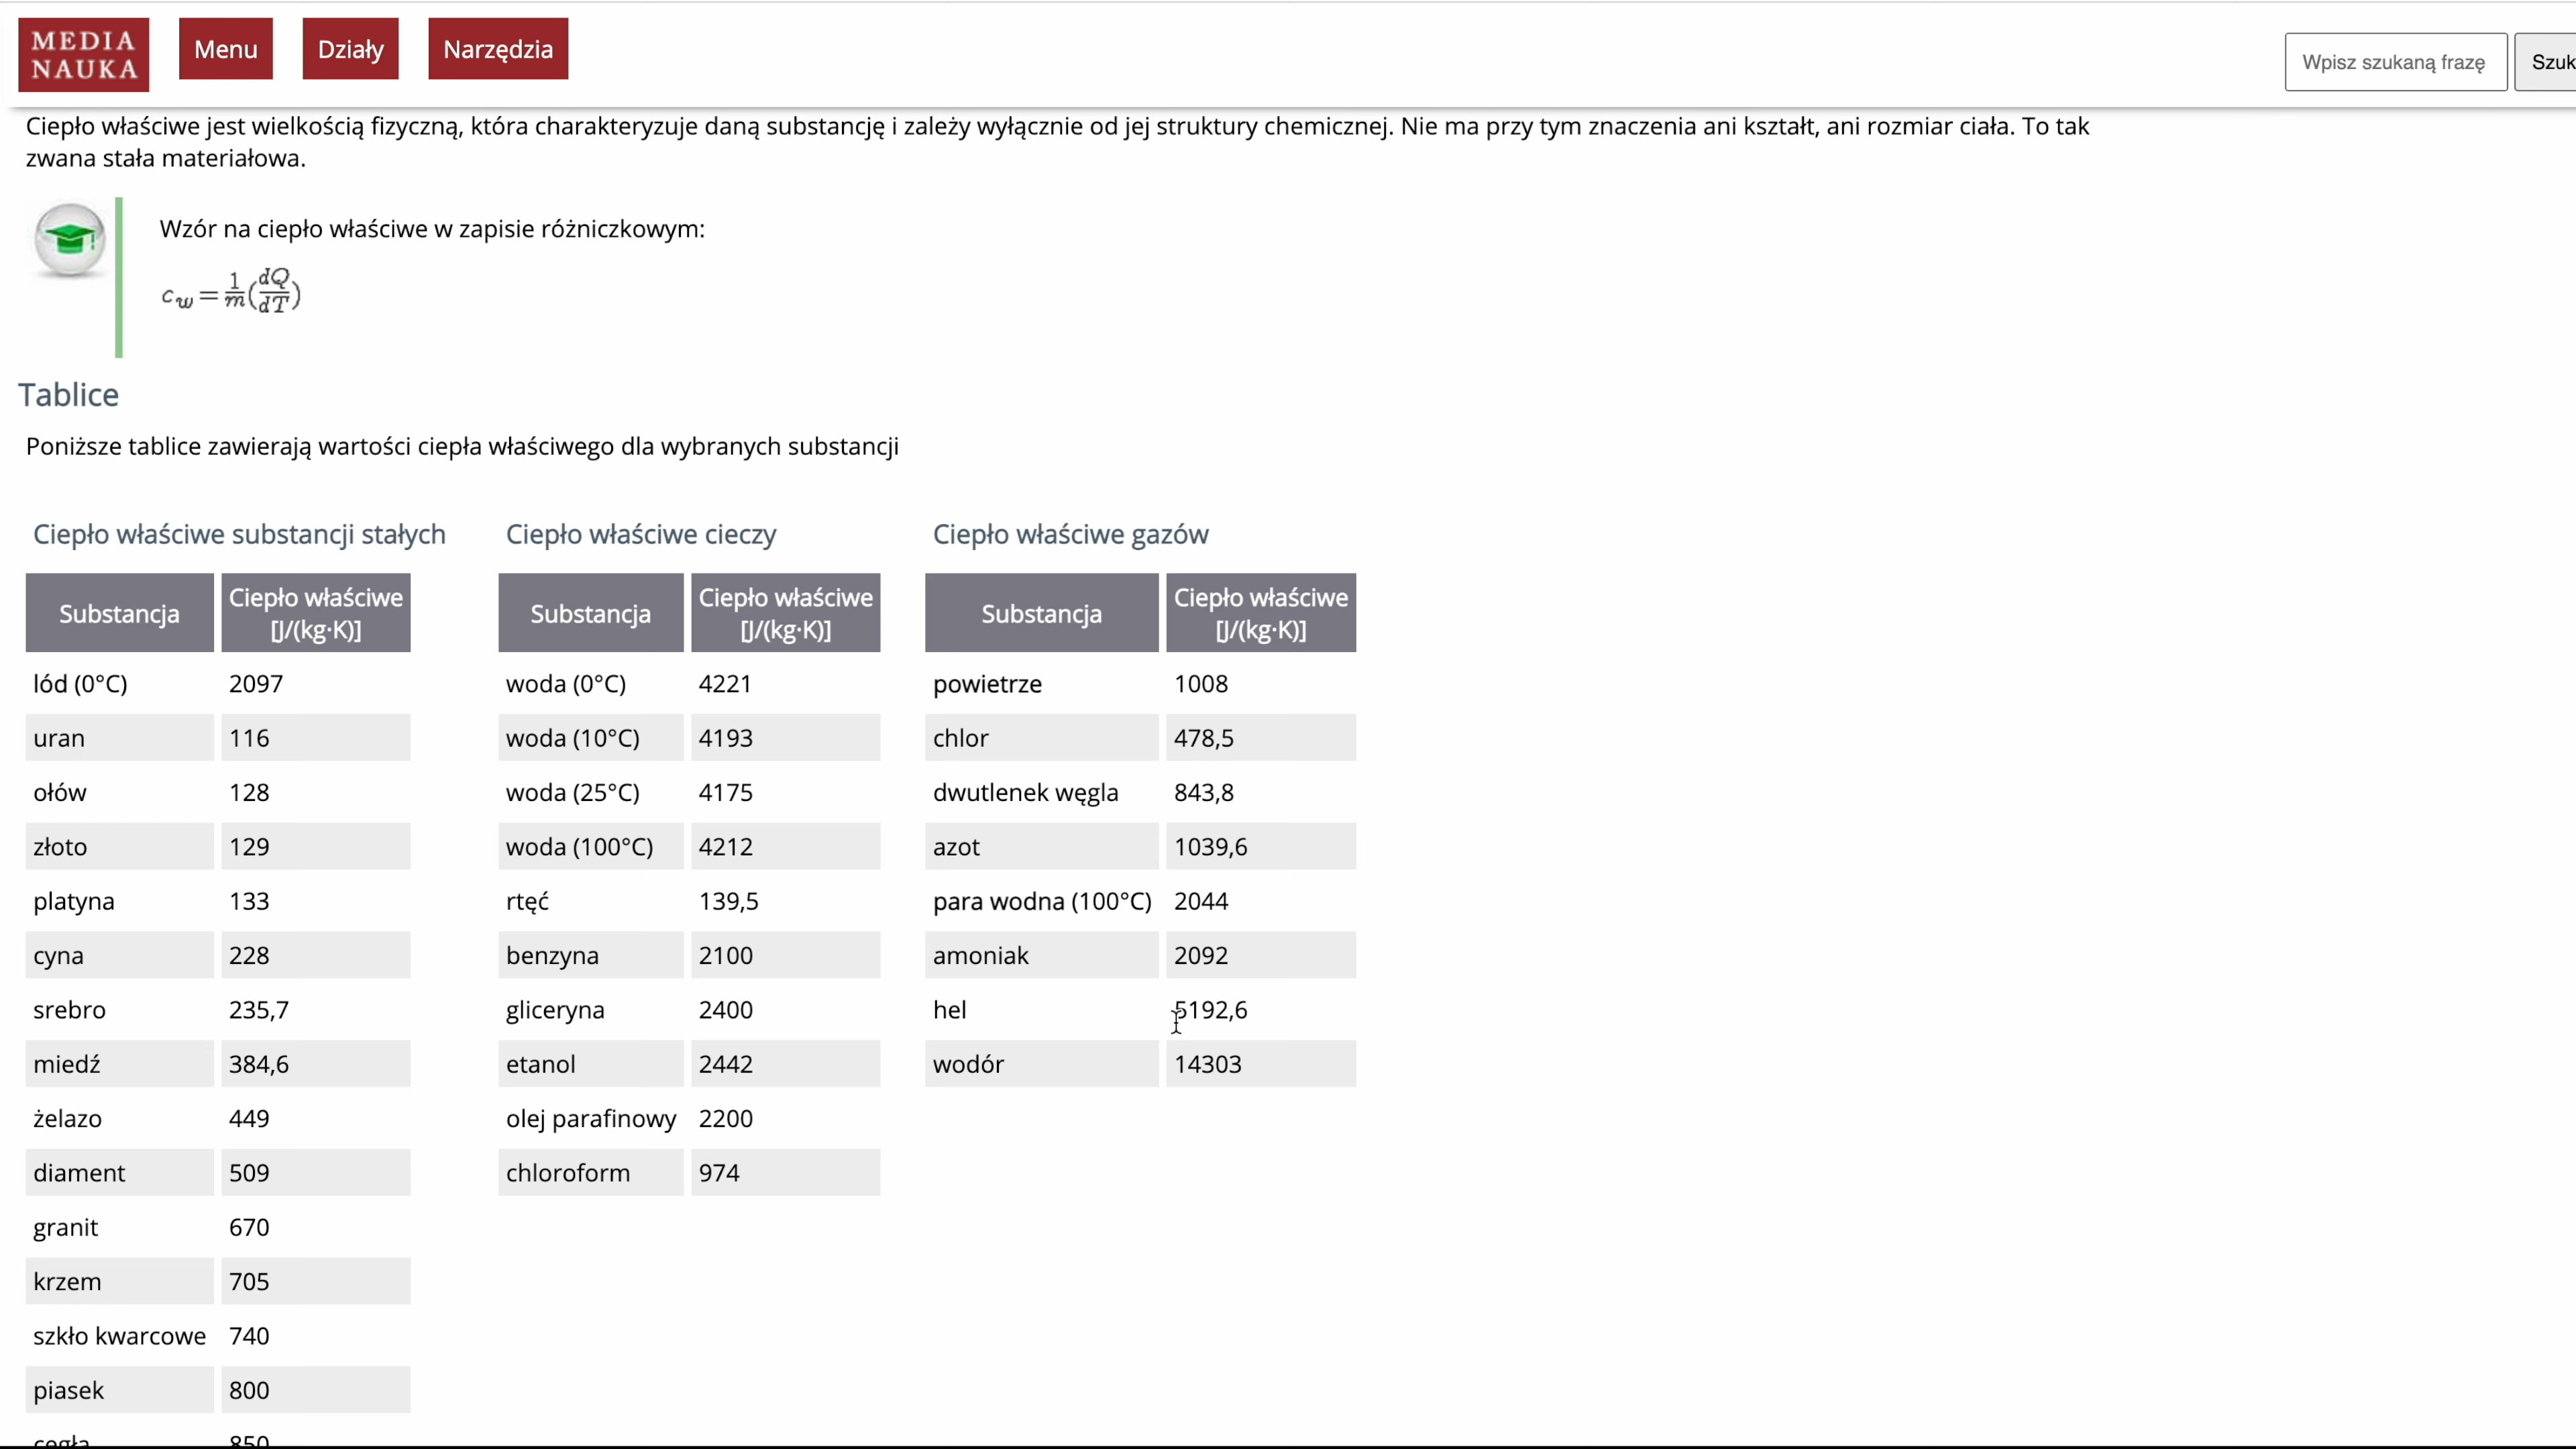 MEDIA
NAUKA
Menu
Działy
Narzędzia
Wpisz szukaną frazę
Szuk
Ciepło właściwe jest wielkością fizyczną, która charakteryzuje daną substancję i zależy wyłącznie od jej struktury chemicznej. Nie ma przy tym znaczenia ani kształt, ani rozmiar ciała. To tak
zwana stała materiałowa.
Wzór na ciepło właściwe w zapisie różniczkowym:
c_w = 1/m (dQ/dT)
Tablice
Poniższe tablice zawierają wartości ciepła właściwego dla wybranych substancji
Ciepło właściwe substancji stałych
Substancja Ciepło właściwe
[J/(kg·K)]
lód (0°C) 2097
uran 116
ołów 128
złoto 129
platyna 133
cyna 228
srebro 235,7
miedź 384,6
żelazo 449
diament 509
granit 670
krzem 705
szkło kwarcowe 740
piasek 800
cegła 850
Ciepło właściwe cieczy
Substancja Ciepło właściwe
[J/(kg·K)]
woda (0°C) 4221
woda (10°C) 4193
woda (25°C) 4175
woda (100°C) 4212
rtęć 139,5
benzyna 2100
gliceryna 2400
etanol 2442
olej parafinowy 2200
chloroform 974
Ciepło właściwe gazów
Substancja Ciepło właściwe
[J/(kg·K)]
powietrze 1008
chlor 478,5
dwutlenek węgla 843,8
azot 1039,6
para wodna (100°C) 2044
amoniak 2092
hel 5192,6
wodór 14303